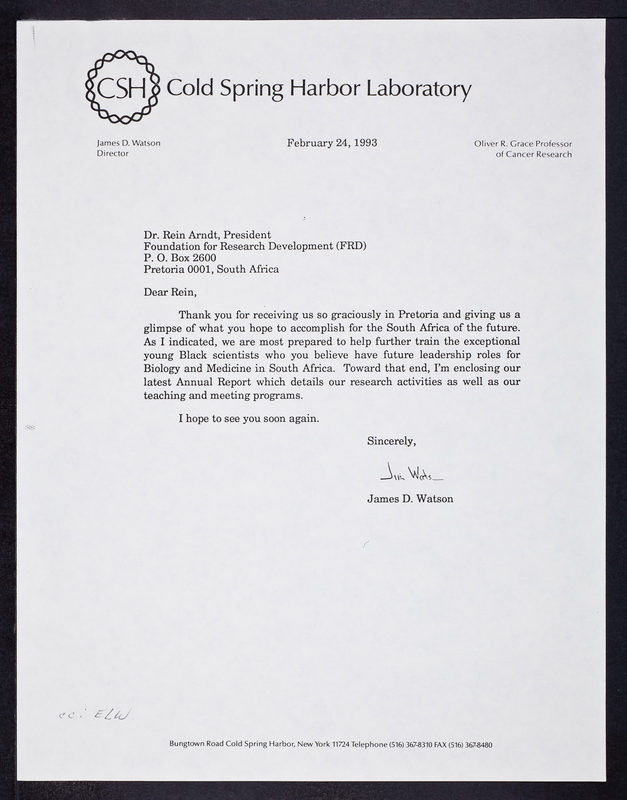 CSH Cold Spring Harbor Laboratory
James D. Watson
Director
February 24, 1993
Oliver R. Grace Professor
of Cancer Research
Dr. Rein Arndt, President
Foundation for Research Development (FRD)
P. O. Box 2600
Pretoria 0001, South Africa
Dear Rein,
Thank you for receiving us so graciously in Pretoria and giving us a
glimpse of what you hope to accomplish for the South Africa of the future.
As I indicated, we are most prepared to help further train the exceptional
young Black scientists who you believe have future leadership roles for
Biology and Medicine in South Africa. Toward that end, I'm enclosing our
latest Annual Report which details our research activities as well as our
teaching and meeting programs.
I hope to see you soon again.
Sincerely,
Jim Watson
James D. Watson
cc: ELW
Bungtown Road Cold Spring Harbor, New York 11724 Telephone (516) 367-8310 FAX (516) 367-8480